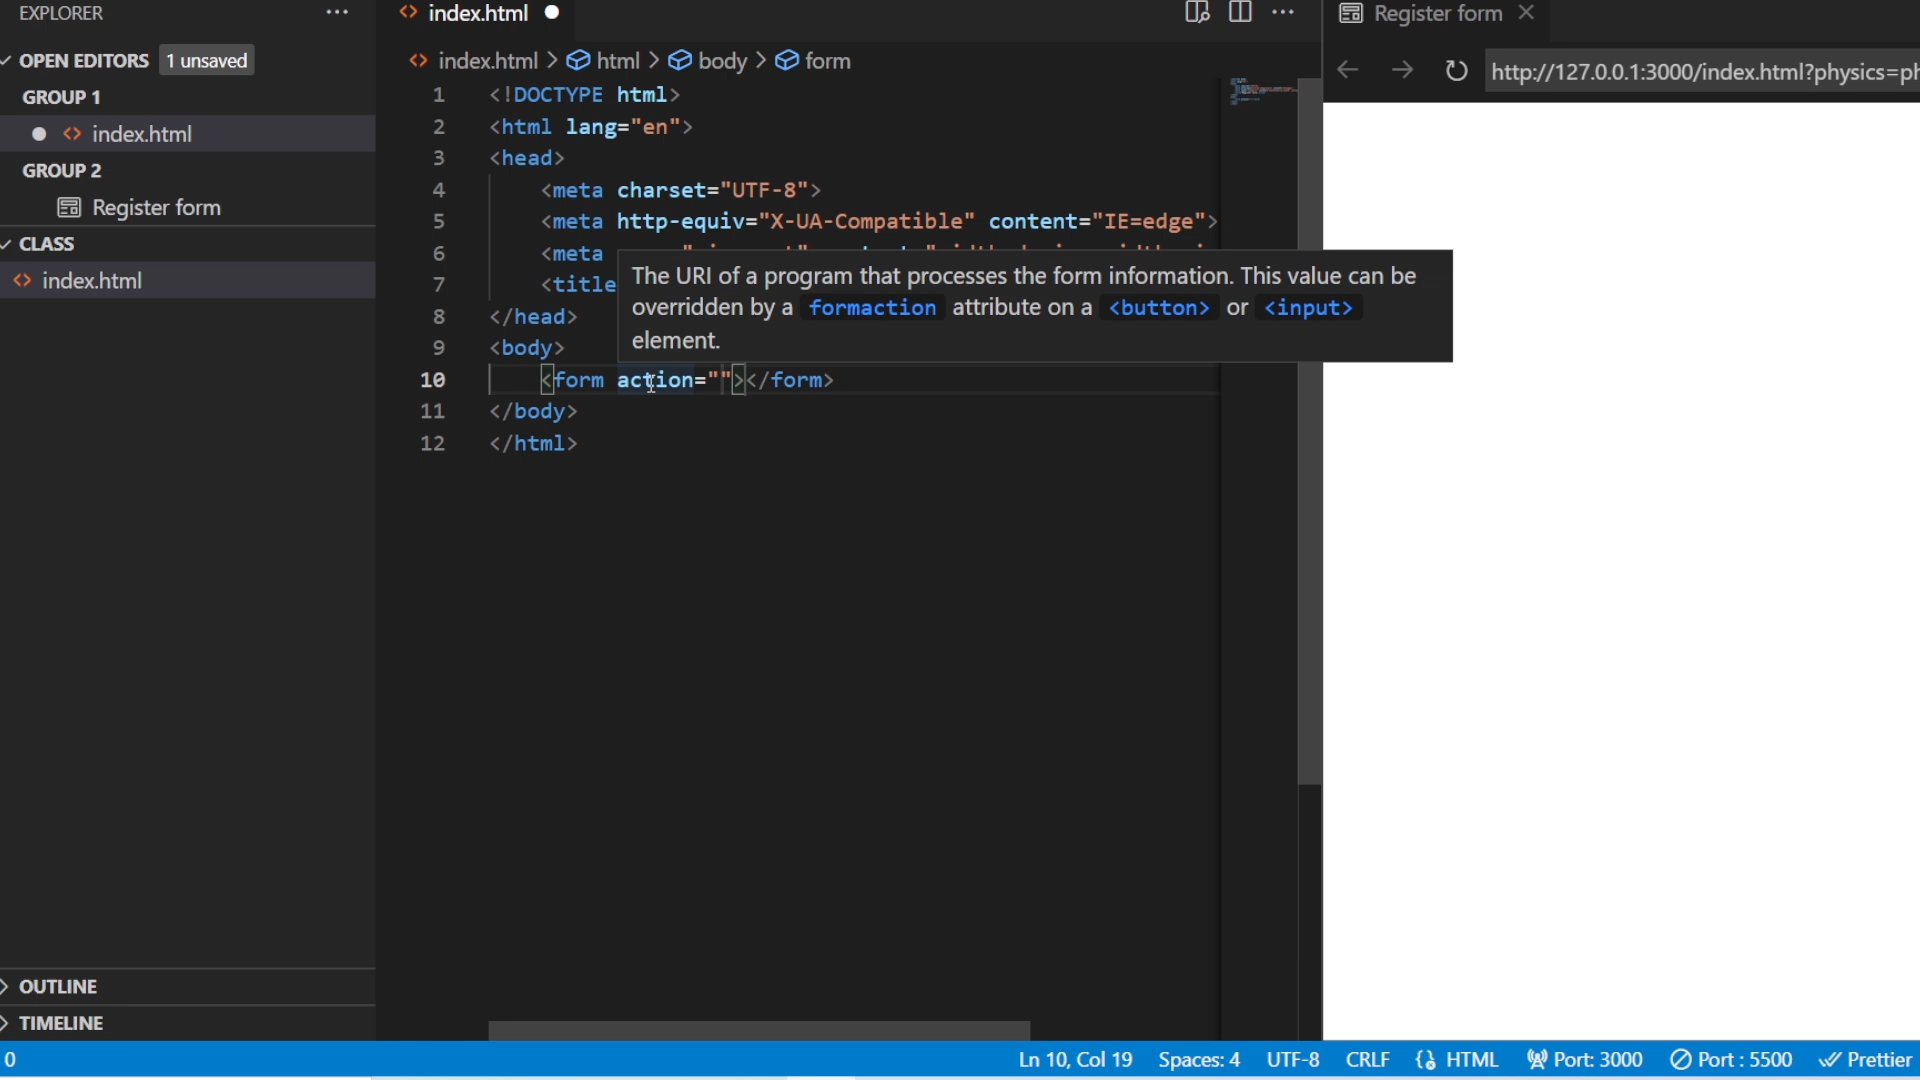 EXPLORER
OPEN EDITORS 1 unsaved
GROUP 1
index.html
GROUP 2
Register form
CLASS
index.html
OUTLINE
TIMELINE
index.html
index.html > html > body > form
1 <!DOCTYPE html>
2 <html lang="en">
3 <head>
4 <meta charset="UTF-8">
5 <meta http-equiv="X-UA-Compatible" content="IE=edge">
6 <meta
7 <title
8 </head>
9 <body>
10 <form action=""></form>
11 </body>
12 </html>
The URI of a program that processes the form information. This value can be
overridden by a formaction attribute on a <button> or <input>
element.
Register form
http://127.0.0.1:3000/index.html?physics=ph
0 Ln 10, Col 19 Spaces: 4 UTF-8 CRLF HTML Port: 3000 Port : 5500 Prettier